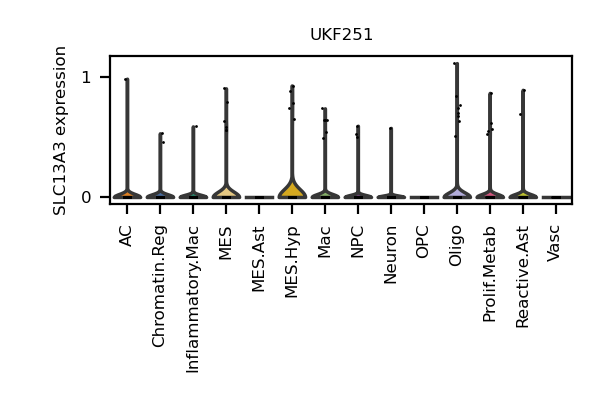 UKF251
SLC13A3 expression
1
0
AC
Chromatin.Reg
Inflammatory.Mac
MES
MES.Ast
MES.Hyp
Mac
NPC
Neuron
OPC
Oligo
Prolif.Metab
Reactive.Ast
Vasc